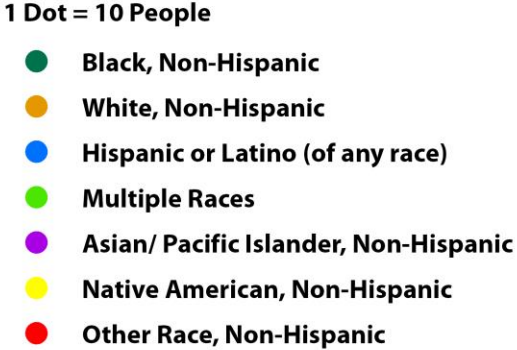 1 Dot = 10 People
Black, Non-Hispanic
White, Non-Hispanic
Hispanic or Latino (of any race)
Multiple Races
Asian/ Pacific Islander, Non-Hispanic
Native American, Non-Hispanic
Other Race, Non-Hispanic